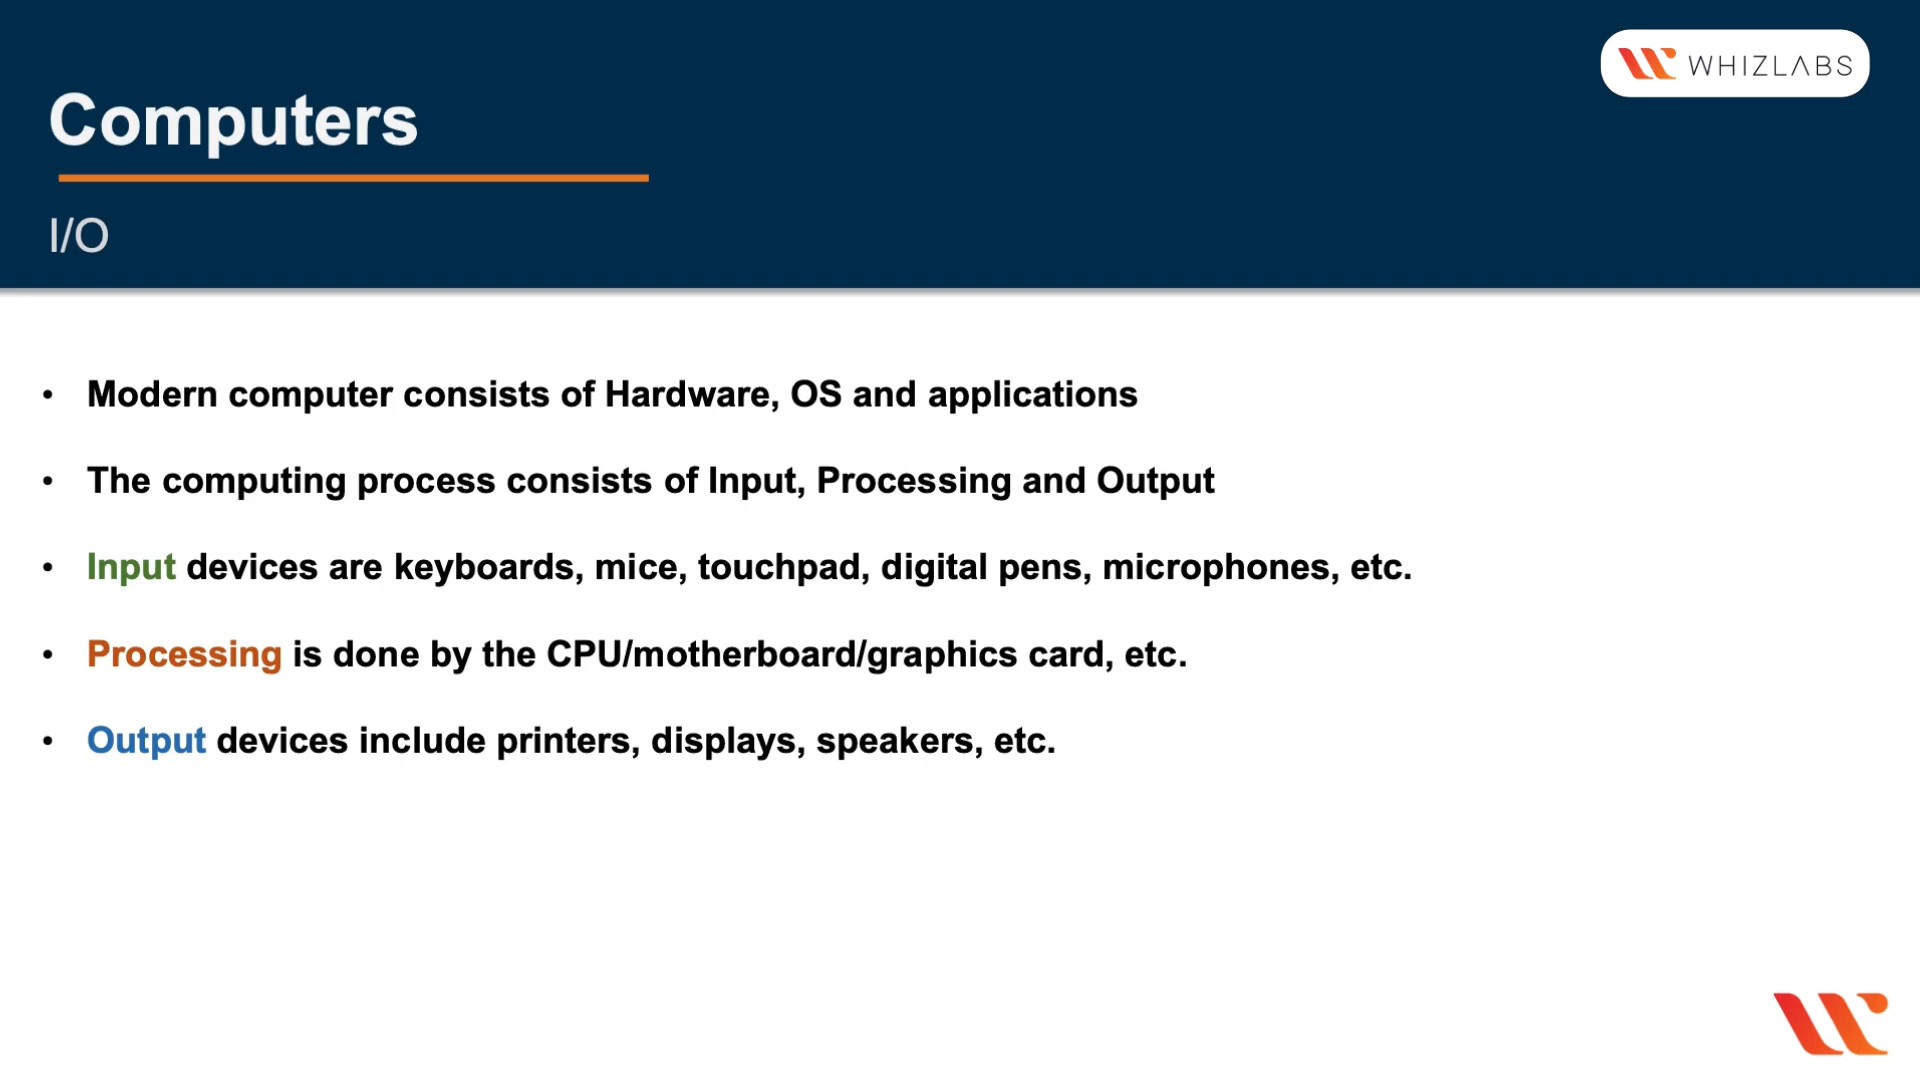 WHIZLABS
Computers
I/O
• Modern computer consists of Hardware, OS and applications
• The computing process consists of Input, Processing and Output
• Input devices are keyboards, mice, touchpad, digital pens, microphones, etc.
• Processing is done by the CPU/motherboard/graphics card, etc.
• Output devices include printers, displays, speakers, etc.